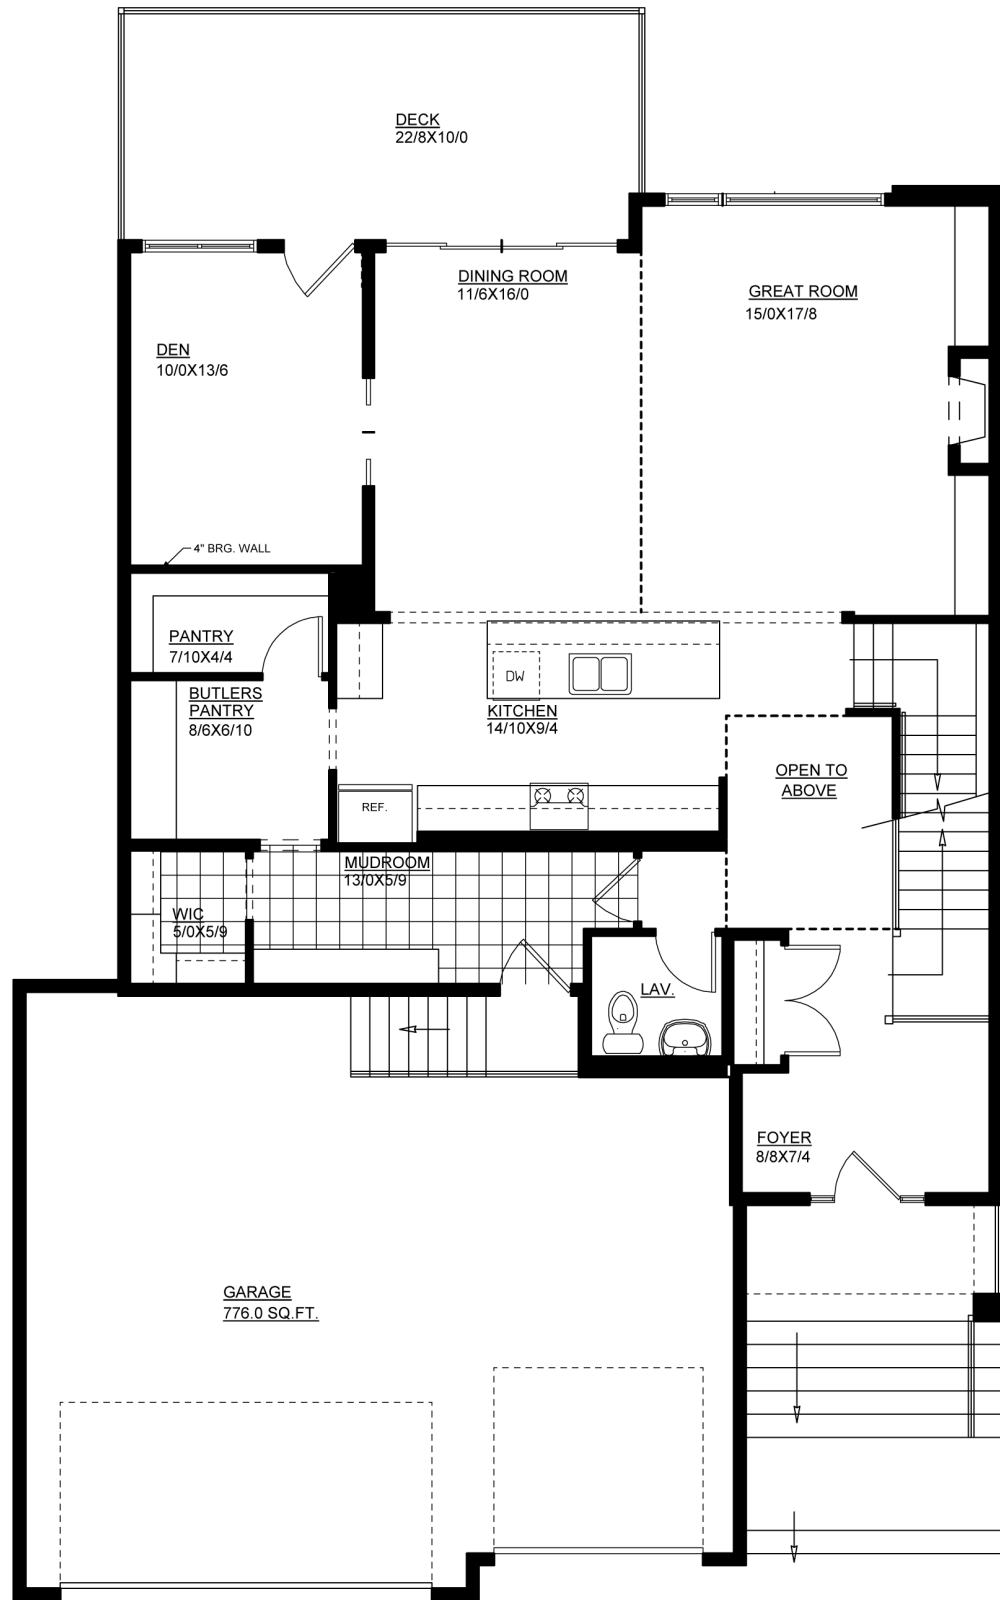 DECK
22/8X10/0
DINING ROOM
11/6X16/0
GREAT ROOM
15/0X17/8
DEN
10/0X13/6
4" BRG. WALL
PANTRY
7/10X4/4
BUTLERS
PANTRY
8/6X6/10
DW
KITCHEN
14/10X9/4
OPEN TO
ABOVE
REF.
MUDROOM
13/0X5/9
WIC
5/0X5/9
LAV.
FOYER
8/8X7/4
GARAGE
776.0 SQ.FT.